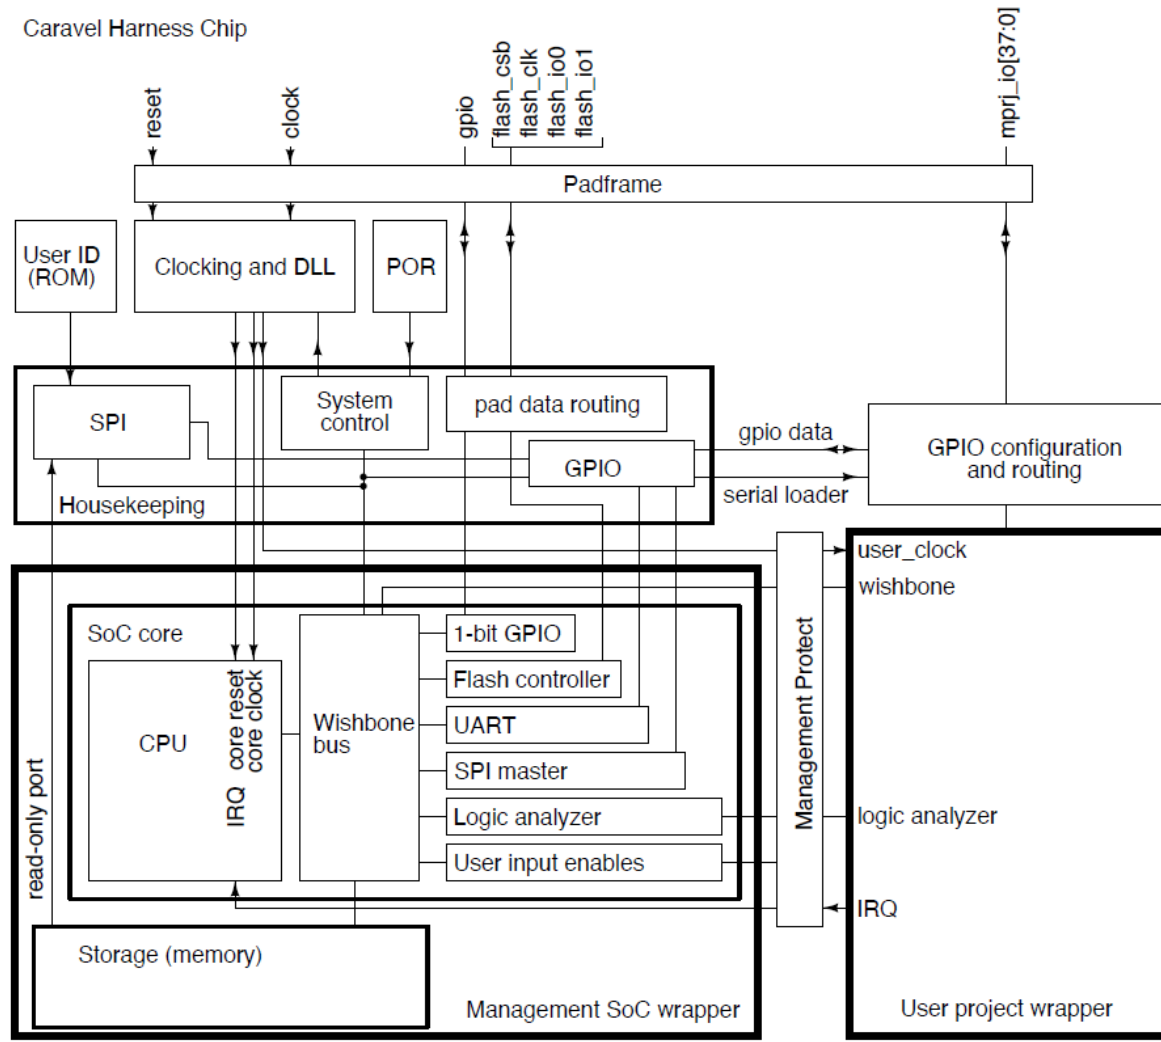 Caravel Harness Chip
reset
clock
gpio
flash_csb
flash_clk
flash_io0
flash_io1
mprj_io[37:0]
Padframe
User ID
(ROM)
Clocking and DLL
POR
SPI
System
control
pad data routing
GPIO
Housekeeping
gpio data
serial loader
GPIO configuration
and routing
user_clock
wishbone
SoC core
1-bit GPIO
Flash controller
UART
SPI master
Logic analyzer
User input enables
CPU
IRQ
core reset
core clock
Wishbone
bus
Management Protect
logic analyzer
IRQ
read-only port
Storage (memory)
Management SoC wrapper
User project wrapper